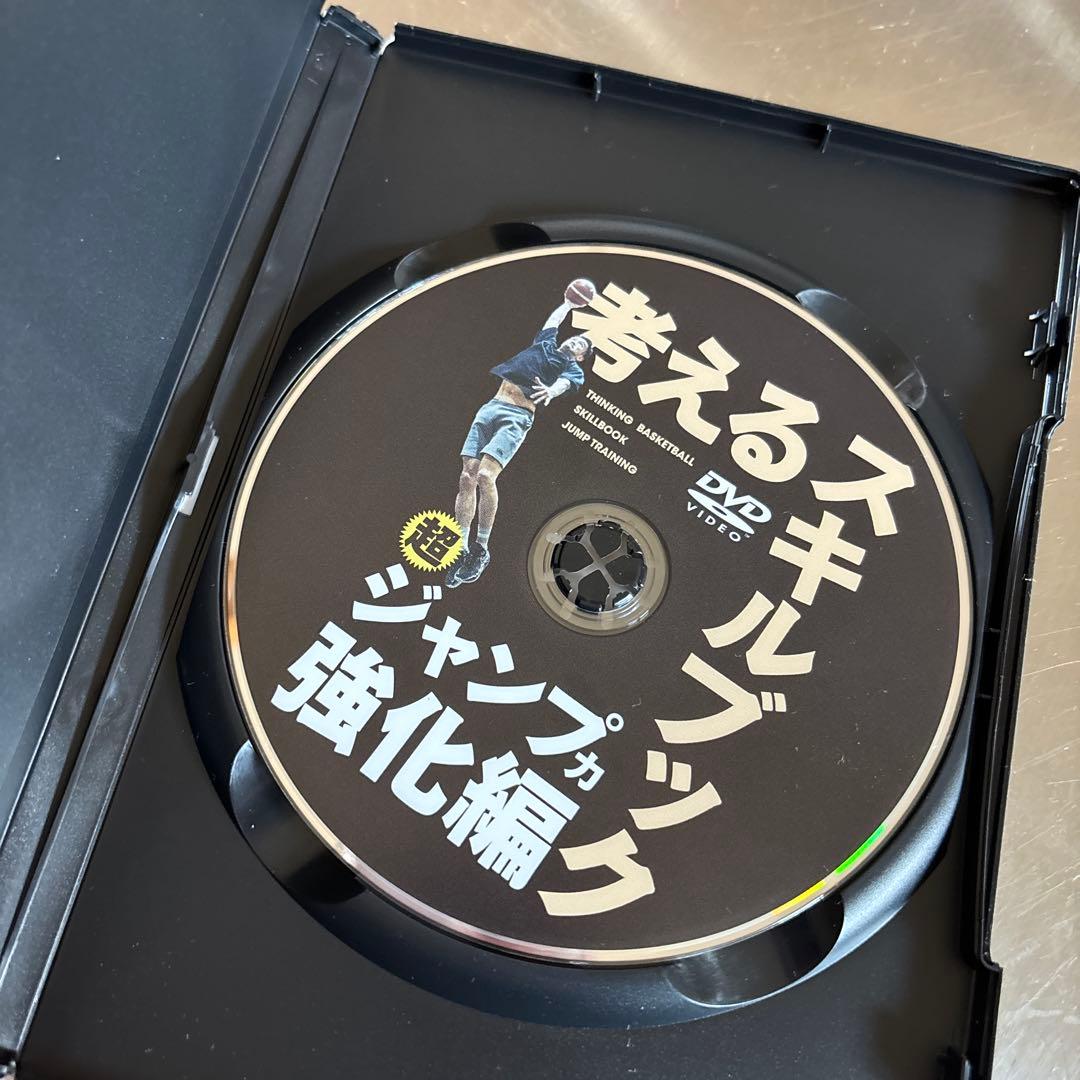 考えるスキルブック
THINKING BASKETBALL
SKILLBOOK
JUMP TRAINING
DVD
VIDEO™
超
ジャンプ力
強化編